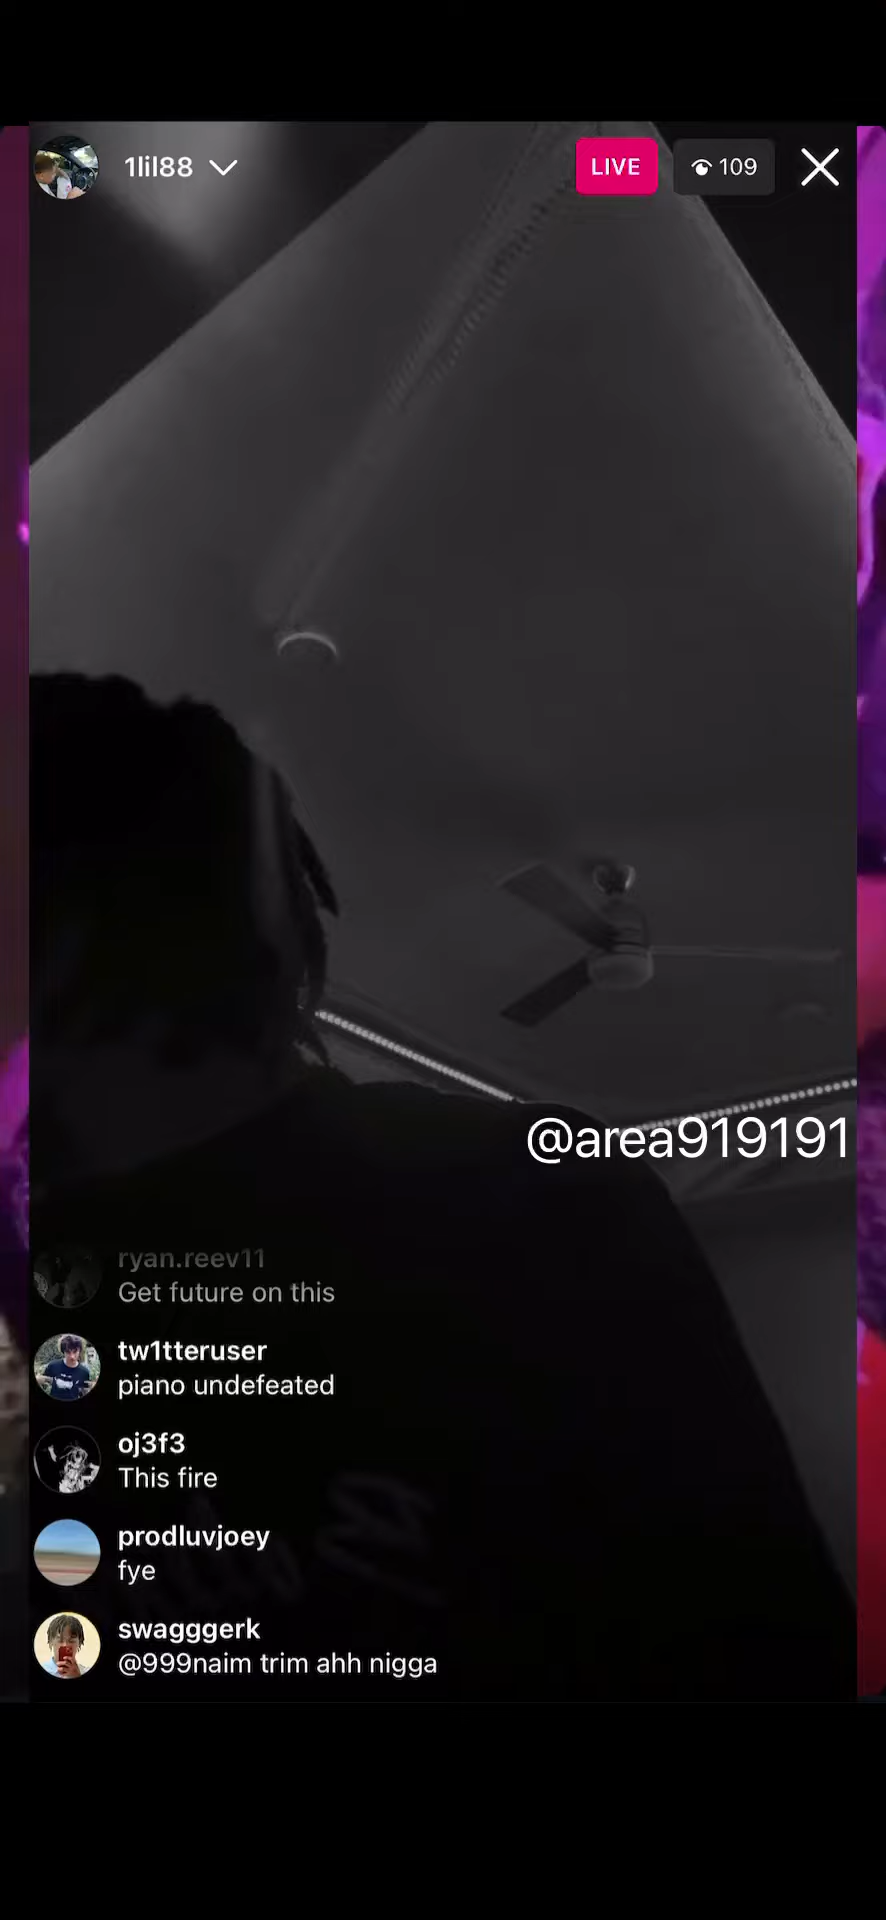 1lil88
LIVE
109
@area919191
ryan.reev11
Get future on this
tw1tteruser
piano undefeated
oj3f3
This fire
prodluvjoey
fye
swagggerk
@999naim trim ahh nigga